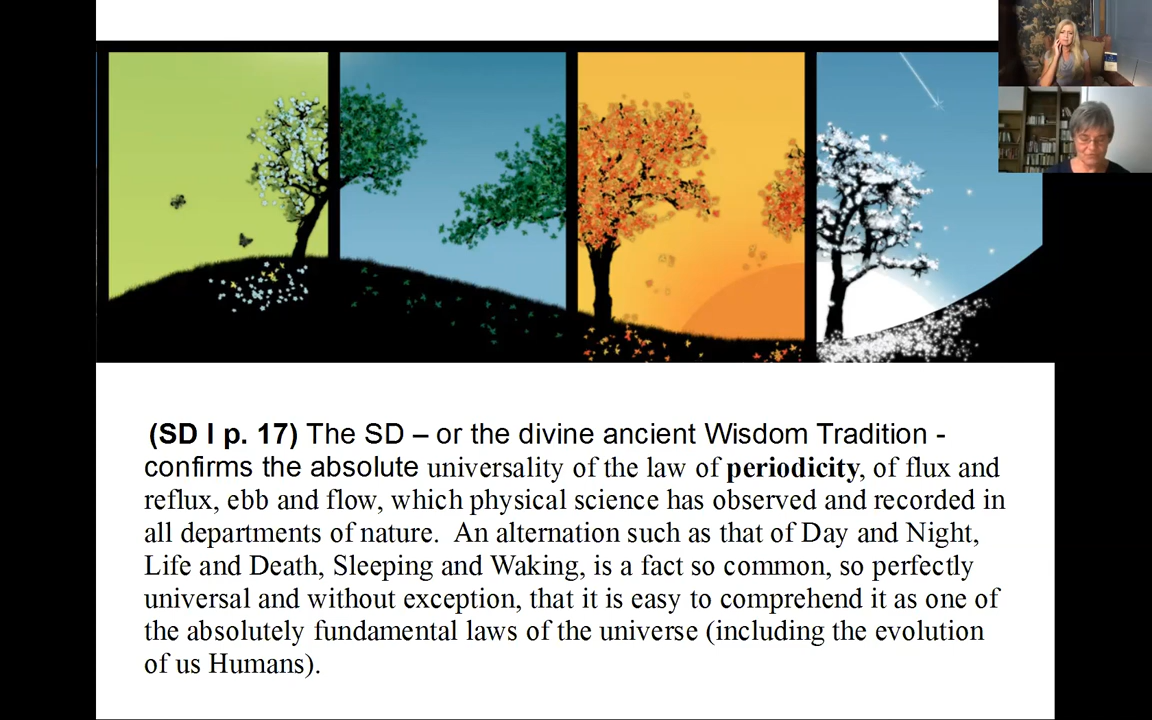 (SD I p. 17) The SD – or the divine ancient Wisdom Tradition -
confirms the absolute universality of the law of periodicity, of flux and
reflux, ebb and flow, which physical science has observed and recorded in
all departments of nature.  An alternation such as that of Day and Night,
Life and Death, Sleeping and Waking, is a fact so common, so perfectly
universal and without exception, that it is easy to comprehend it as one of
the absolutely fundamental laws of the universe (including the evolution
of us Humans).